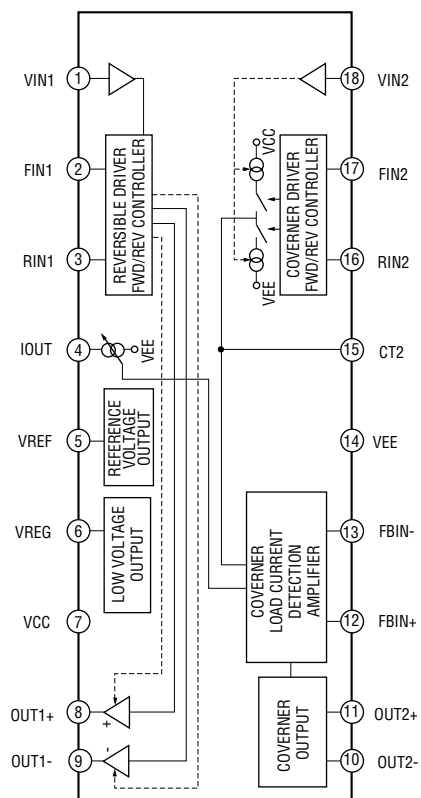 VIN1
1
18
VIN2
VCC
FIN1
2
REVERSIBLE DRIVER
FWD/REV CONTROLLER
COVERNER DRIVER
FWD/REV CONTROLLER
17
FIN2
RIN1
3
16
RIN2
VEE
IOUT
4
VEE
15
CT2
VREF
5
REFERENCE
VOLTAGE
OUTPUT
14
VEE
VREG
6
LOW VOLTAGE
OUTPUT
COVERNER
LOAD CURRENT
DETECTION
AMPLIFIER
13
FBIN-
VCC
7
12
FBIN+
OUT1+
8
+
COVERNER
OUTPUT
11
OUT2+
OUT1-
9
-
10
OUT2-